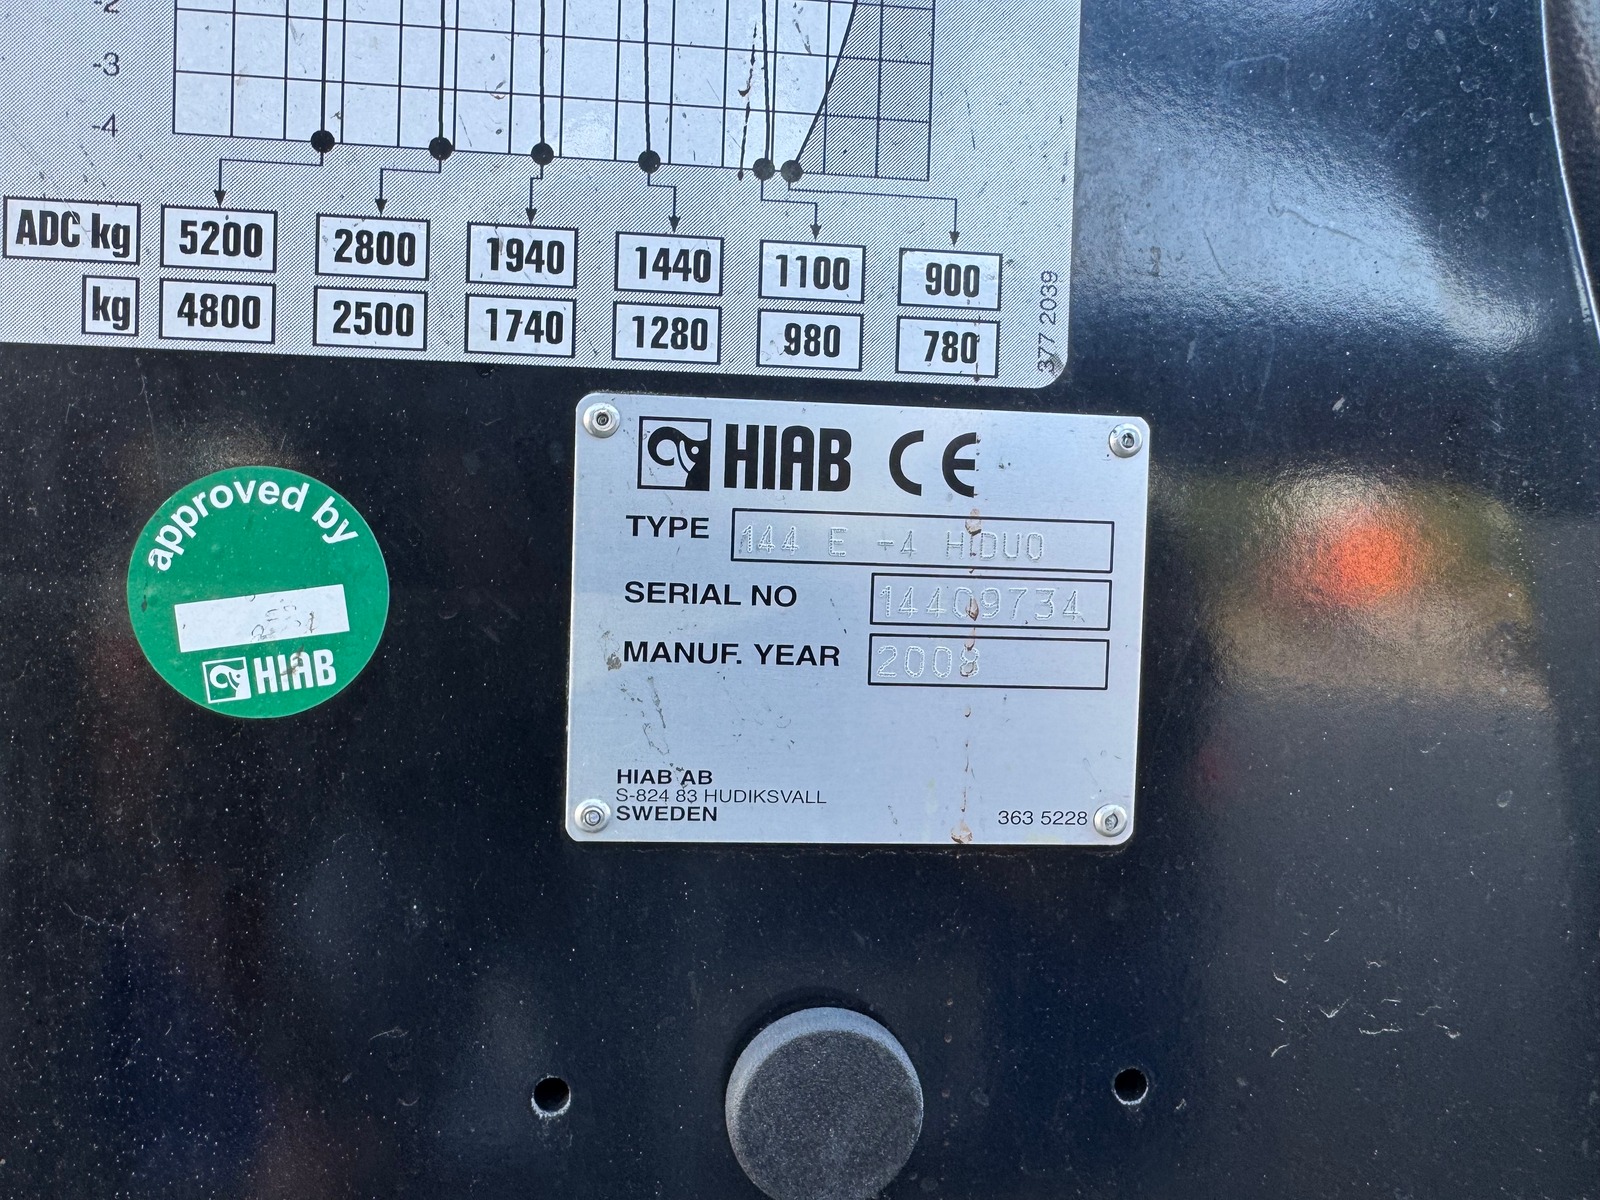 -2
-3
-4
ADC kg 5200 2800 1940 1440 1100 900
kg 4800 2500 1740 1280 980 780
377 2039
approved by
HIAB
HIAB CE
TYPE 144 E -4 HIDUO
SERIAL NO 14409734
MANUF. YEAR 2008
HIAB AB
S-824 83 HUDIKSVALL
SWEDEN
363 5228